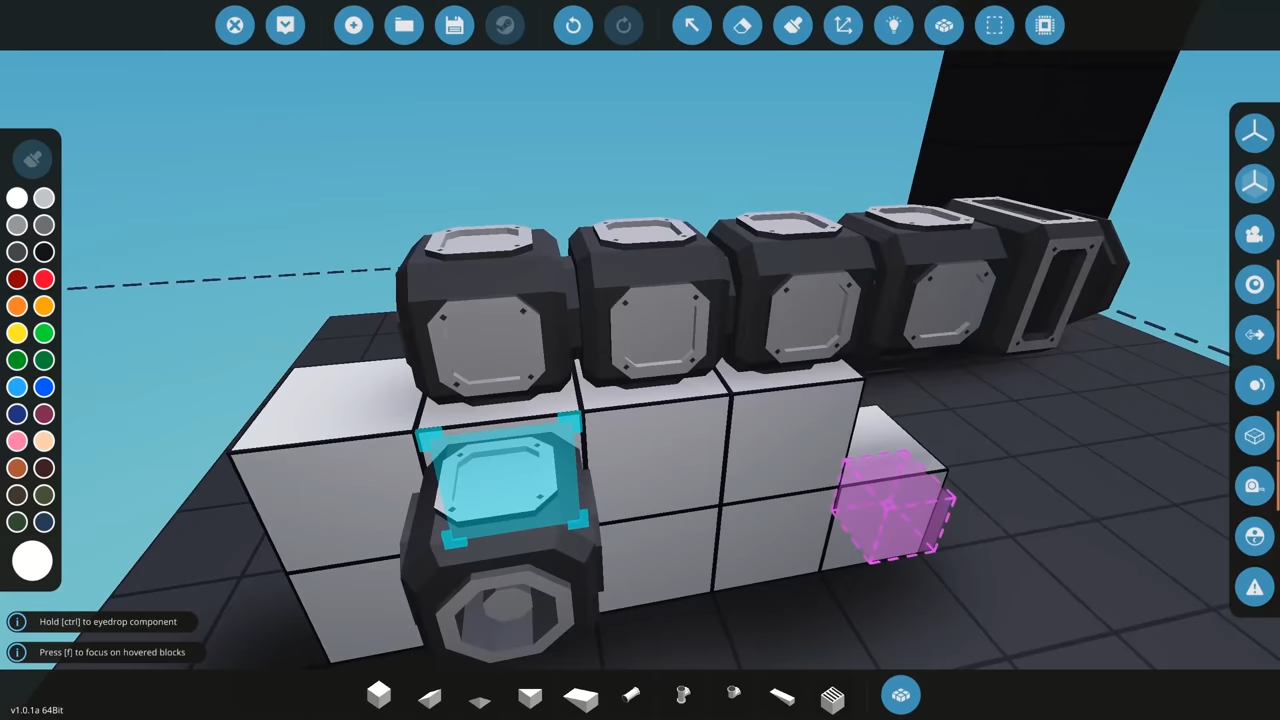 Hold [ctrl] to eyedrop component
Press [f] to focus on hovered blocks
v1.0.1a 64Bit